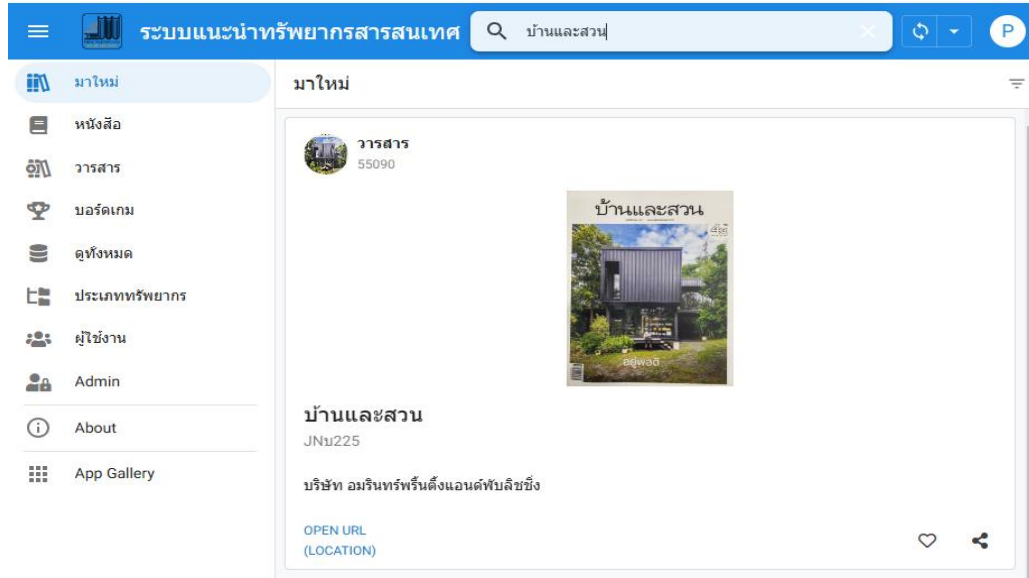 ระบบแนะนำทรัพยากรสารสนเทศ
บ้านและสวน
P
มาใหม่
หนังสือ
วารสาร
บอร์ดเกม
ดูทั้งหมด
ประเภททรัพยากร
ผู้ใช้งาน
Admin
About
App Gallery
มาใหม่
วารสาร
55090
บ้านและสวน
อยู่พอดี
บ้านและสวน
JNบ225
บริษัท อมรินทร์พริ้นติ้งแอนด์พับลิชชิ่ง
OPEN URL
(LOCATION)